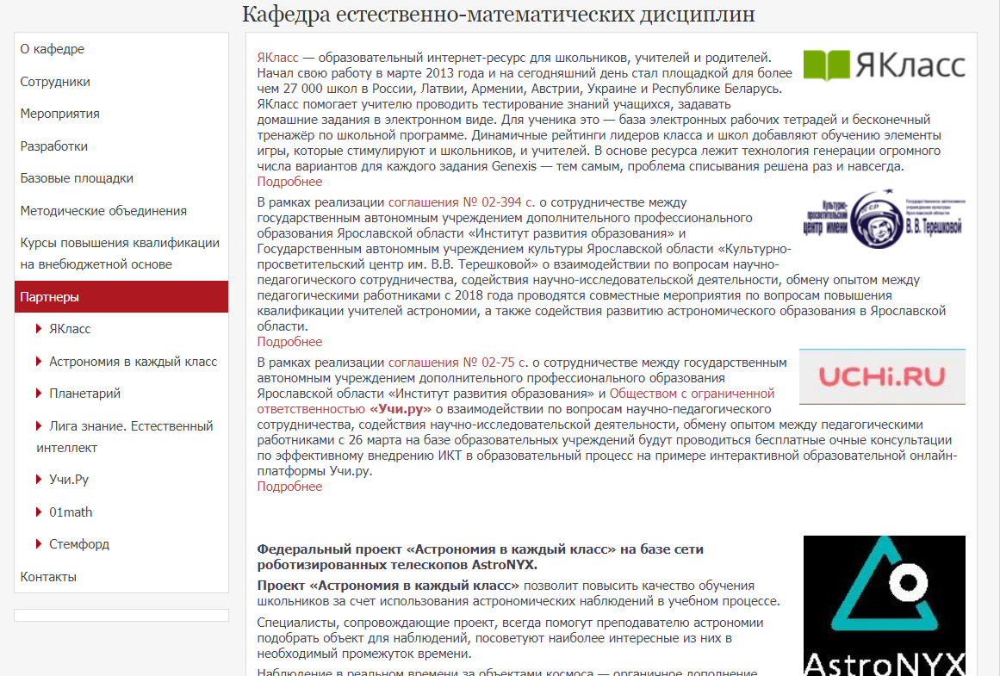 Кафедра естественно-математических дисциплин
О кафедре
Сотрудники
Мероприятия
Разработки
Базовые площадки
Методические объединения
Курсы повышения квалификации
на внебюджетной основе
Партнеры
ЯКласс
Астрономия в каждый класс
Планетарий
Лига знание. Естественный
интеллект
Учи.Ру
01math
Стемфорд
Контакты
ЯКласс — образовательный интернет-ресурс для школьников, учителей и родителей.
Начал свою работу в марте 2013 года и на сегодняшний день стал площадкой для более
чем 27 000 школ в России, Латвии, Армении, Австрии, Украине и Республике Беларусь.
ЯКласс помогает учителю проводить тестирование знаний учащихся, задавать
домашние задания в электронном виде. Для ученика это — база электронных рабочих тетрадей и бесконечный
тренажёр по школьной программе. Динамичные рейтинги лидеров класса и школ добавляют обучению элементы
игры, которые стимулируют и школьников, и учителей. В основе ресурса лежит технология генерации огромного
числа вариантов для каждого задания Genexis — тем самым, проблема списывания решена раз и навсегда.
Подробнее
ЯКласс
В рамках реализации соглашения № 02-394 с. о сотрудничестве между
государственным автономным учреждением дополнительного профессионального
образования Ярославской области «Институт развития образования» и
Государственным автономным учреждением культуры Ярославской области «Культурно-
просветительский центр им. В.В. Терешковой» о взаимодействии по вопросам научно-
педагогического сотрудничества, содействия научно-исследовательской деятельности, обмену опытом между
педагогическими работниками с 2018 года проводятся совместные мероприятия по вопросам повышения
квалификации учителей астрономии, а также содействия развитию астрономического образования в Ярославской
области.
Подробнее
Культурно-
просветительский
центр имени
СССР
Государственное автономное
учреждение культуры
Ярославской области
В. В. Терешковой
В рамках реализации соглашения № 02-75 с. о сотрудничестве между государственным
автономным учреждением дополнительного профессионального образования
Ярославской области «Институт развития образования» и Обществом с ограниченной
ответственностью «Учи.ру» о взаимодействии по вопросам научно-педагогического
сотрудничества, содействия научно-исследовательской деятельности, обмену опытом между педагогическими
работниками с 26 марта на базе образовательных учреждений будут проводиться бесплатные очные консультации
по эффективному внедрению ИКТ в образовательный процесс на примере интерактивной образовательной онлайн-
платформы Учи.ру.
Подробнее
UCHi.RU
Федеральный проект «Астрономия в каждый класс» на базе сети
роботизированных телескопов AstroNYX.
Проект «Астрономия в каждый класс» позволит повысить качество обучения
школьников за счет использования астрономических наблюдений в учебном процессе.
Специалисты, сопровождающие проект, всегда помогут преподавателю астрономии
подобрать объект для наблюдений, посоветуют наиболее интересные из них в
необходимый промежуток времени.
Наблюдение в реальном времени за объектами космоса — органичное дополнение
AstroNYX